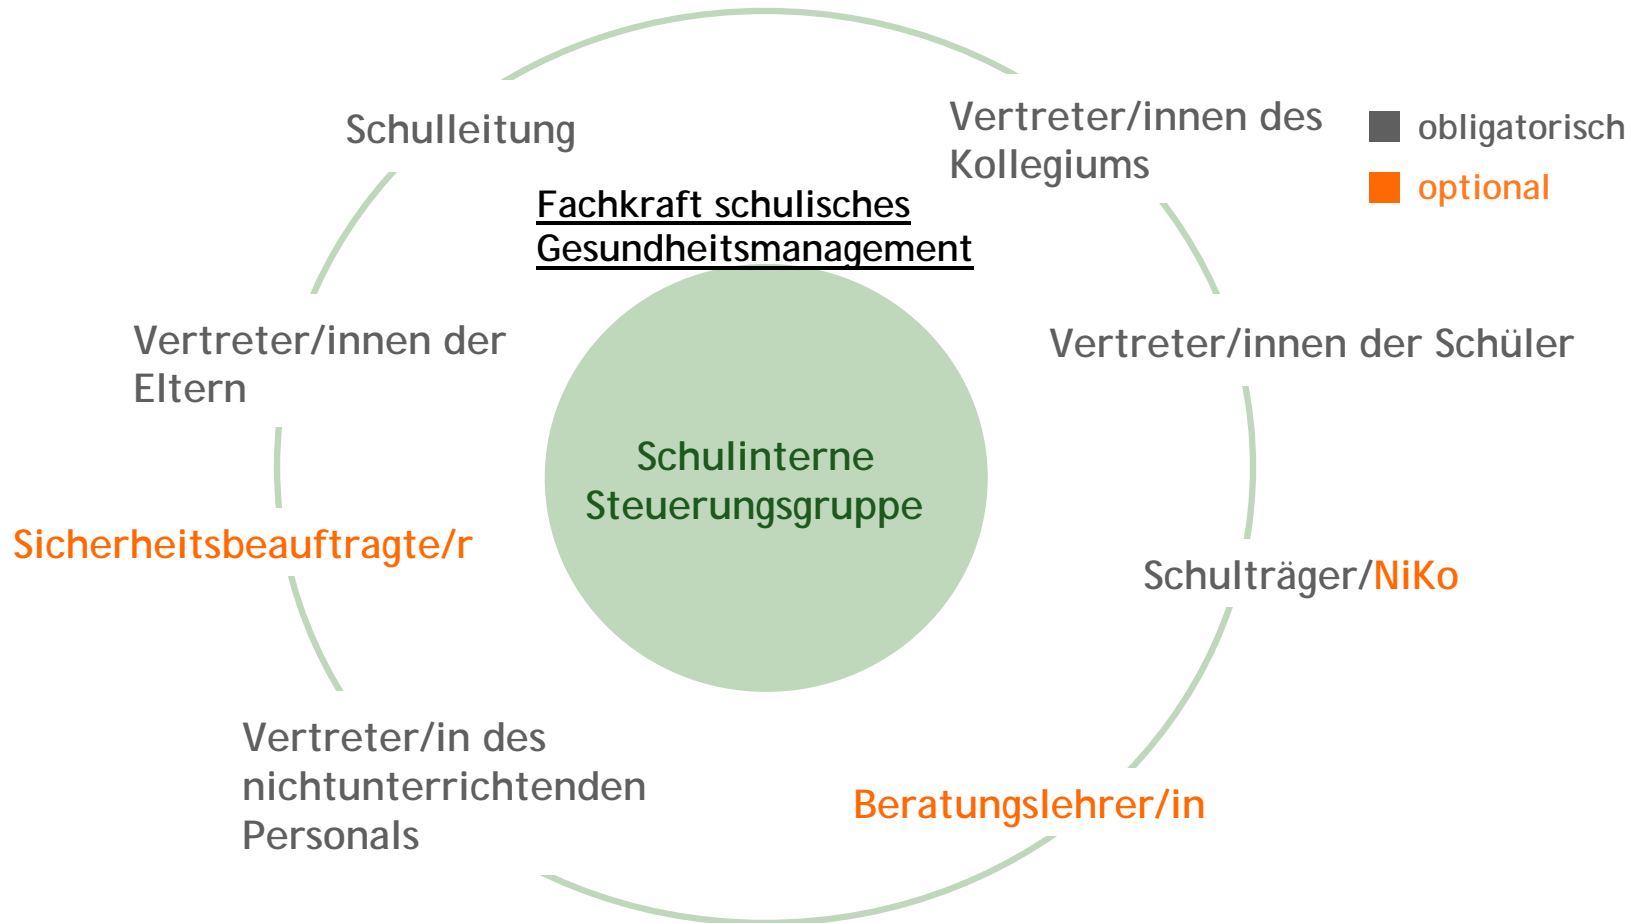 Schulleitung
Vertreter/innen des
Kollegiums
obligatorisch
optional
Fachkraft schulisches
Gesundheitsmanagement
Vertreter/innen der
Eltern
Vertreter/innen der Schüler
Schulinterne
Steuerungsgruppe
Sicherheitsbeauftragte/r
Schulträger/NiKo
Vertreter/in des
nichtunterrichtenden
Personals
Beratungslehrer/in